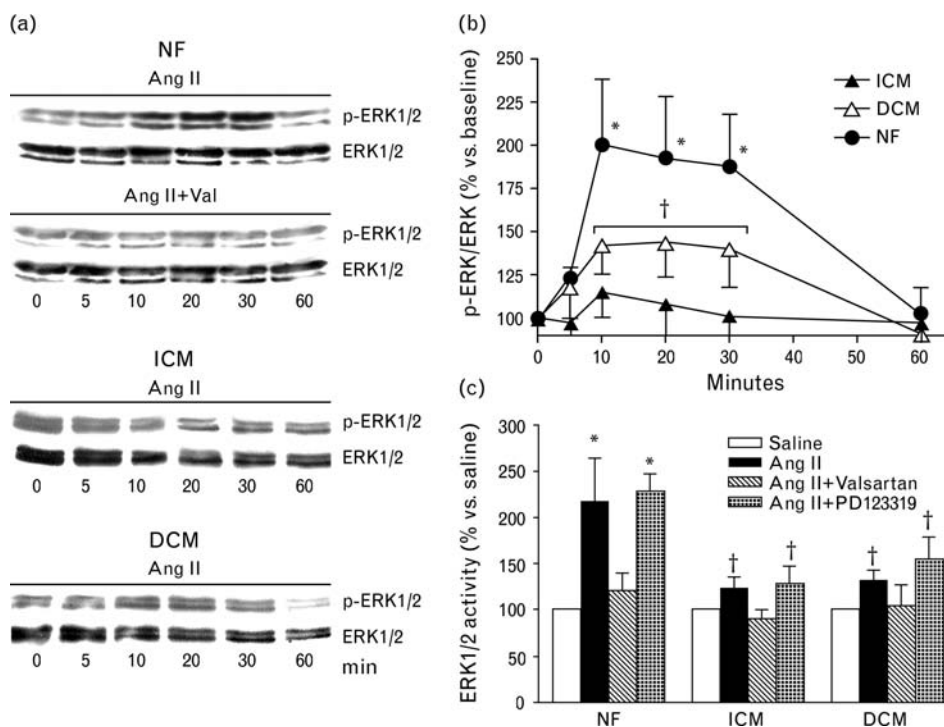 (a)
NF
Ang II
p-ERK1/2
ERK1/2
Ang II+Val
p-ERK1/2
ERK1/2
0 5 10 20 30 60
ICM
Ang II
p-ERK1/2
ERK1/2
0 5 10 20 30 60
DCM
Ang II
p-ERK1/2
ERK1/2
0 5 10 20 30 60 min
(b)
p-ERK/ERK (% vs. baseline)
250
225
200
175
150
125
100
* * *
†
ICM
DCM
NF
0 10 20 30 40 50 60
Minutes
(c)
ERK1/2 activity (% vs. saline)
300
250
200
150
100
50
0
Saline
Ang II
Ang II+Valsartan
Ang II+PD123319
* *
† †
† †
NF ICM DCM